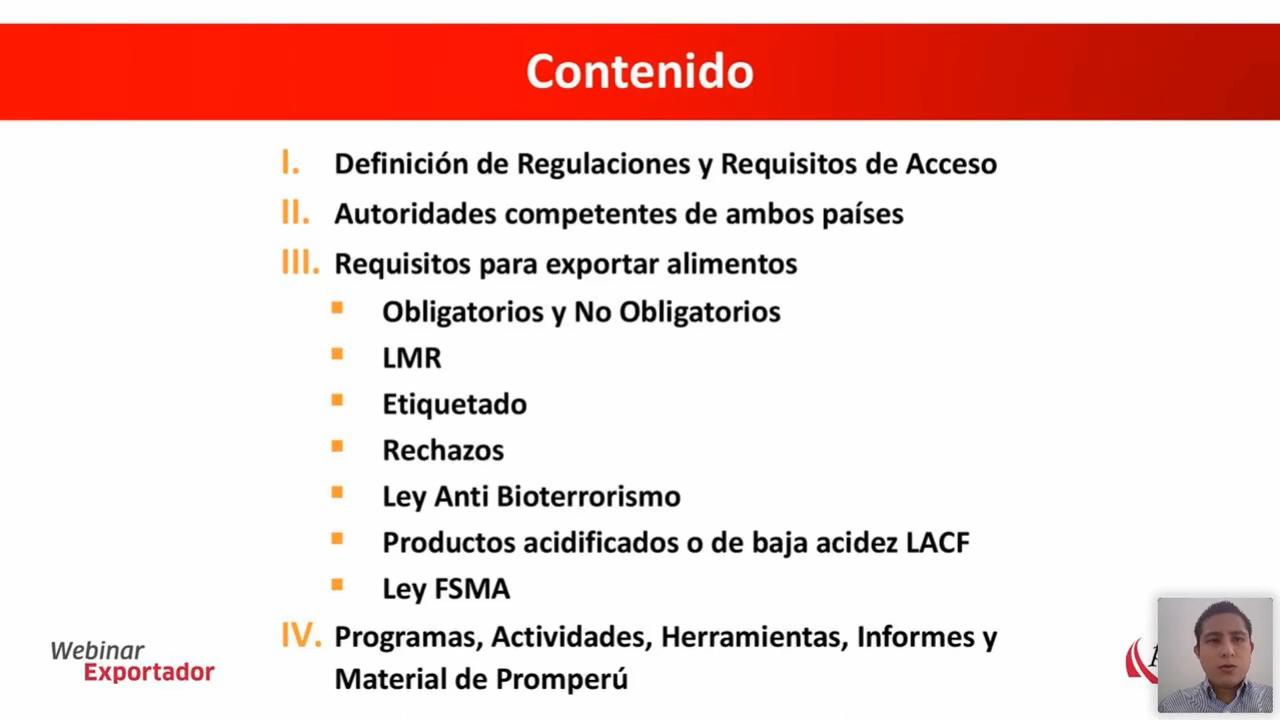 Contenido
I. Definición de Regulaciones y Requisitos de Acceso
II. Autoridades competentes de ambos países
III. Requisitos para exportar alimentos
▪ Obligatorios y No Obligatorios
▪ LMR
▪ Etiquetado
▪ Rechazos
▪ Ley Anti Bioterrorismo
▪ Productos acidificados o de baja acidez LACF
▪ Ley FSMA
IV. Programas, Actividades, Herramientas, Informes y
Material de Promperú
Webinar
Exportador